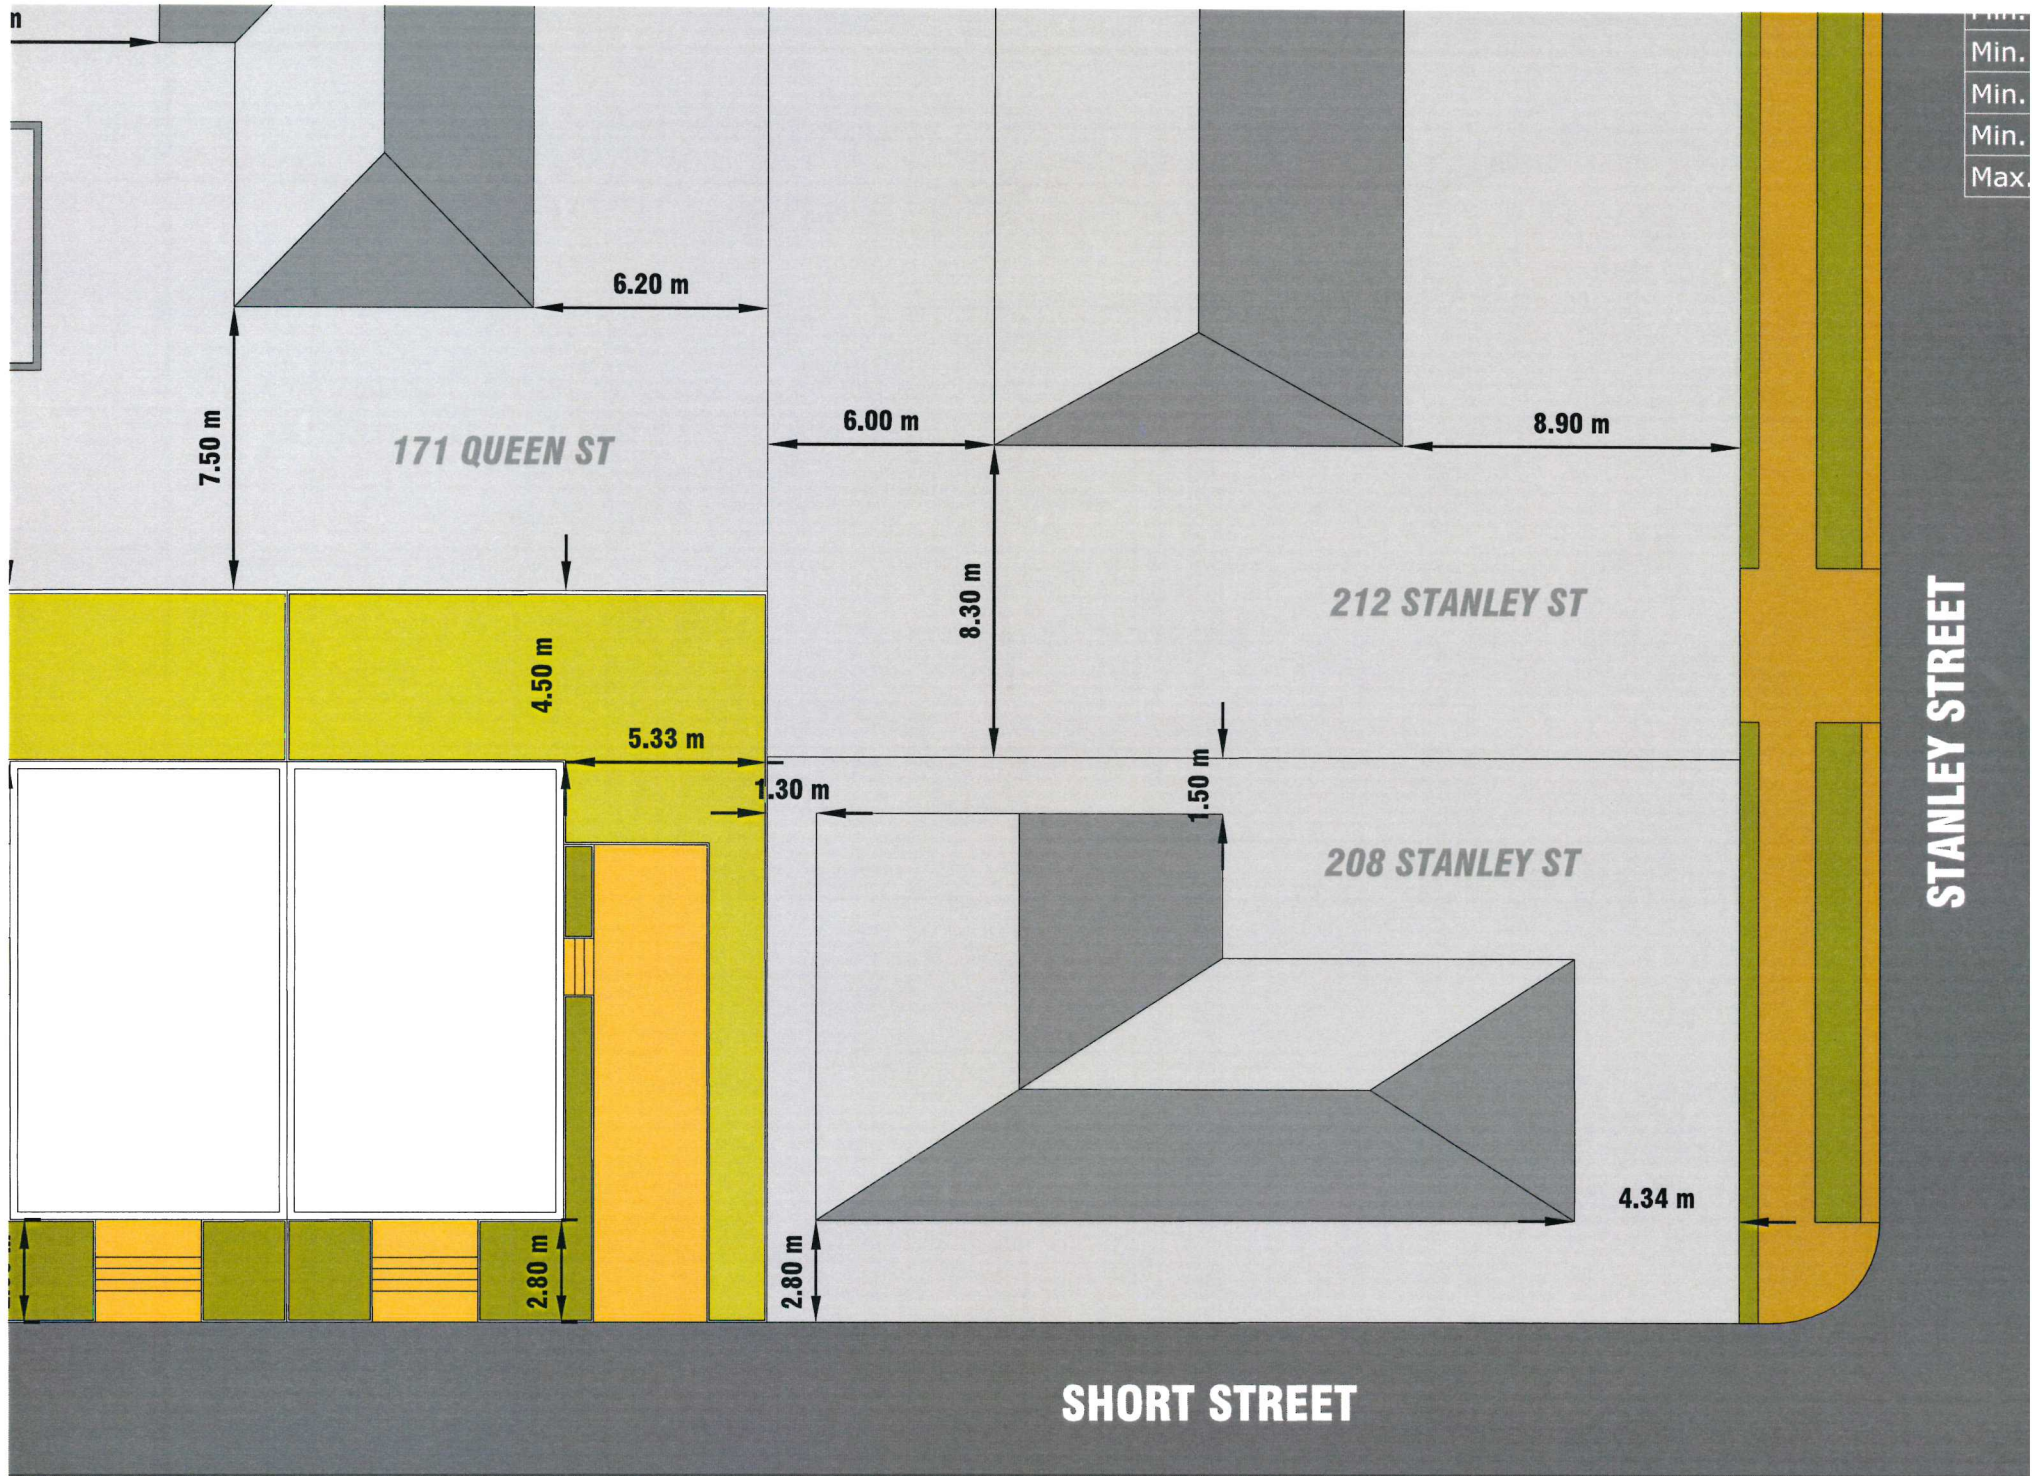 m
Min.
Min.
Min.
Max.
6.20 m
6.00 m
8.90 m
7.50 m
171 QUEEN ST
8.30 m
212 STANLEY ST
STANLEY STREET
4.50 m
5.33 m
1.30 m
1.50 m
208 STANLEY ST
4.34 m
2.80 m
2.80 m
SHORT STREET